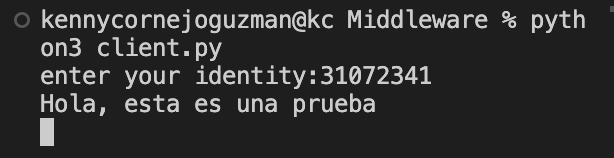 kennycornejoguzman@kc Middleware % pyth
on3 client.py
enter your identity:31072341
Hola, esta es una prueba